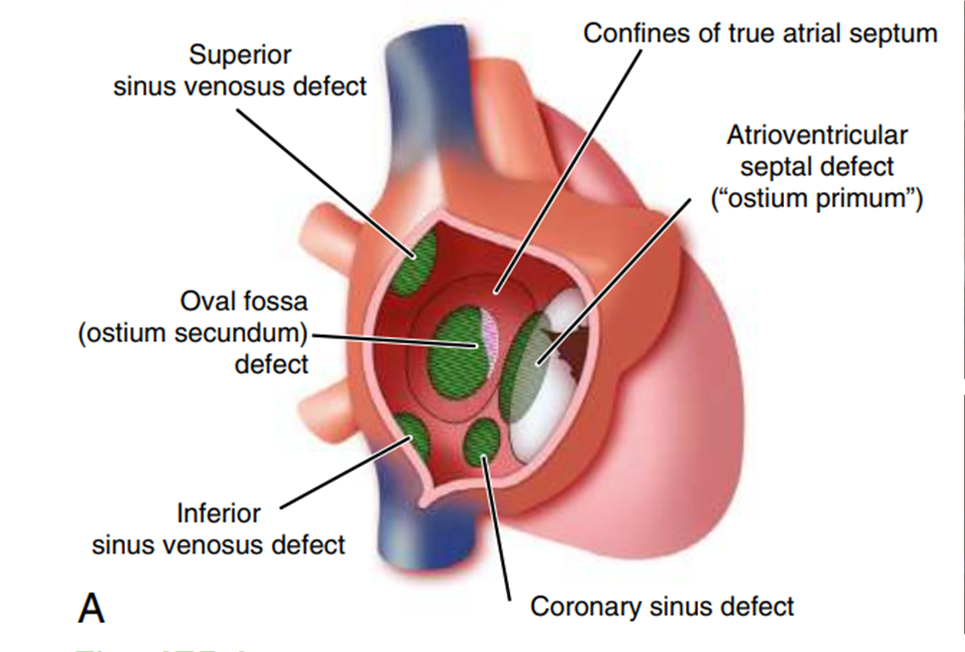 Superior
sinus venosus defect
Confines of true atrial septum
Atrioventricular
septal defect
(“ostium primum”)
Oval fossa
(ostium secundum)
defect
Inferior
sinus venosus defect
Coronary sinus defect
A